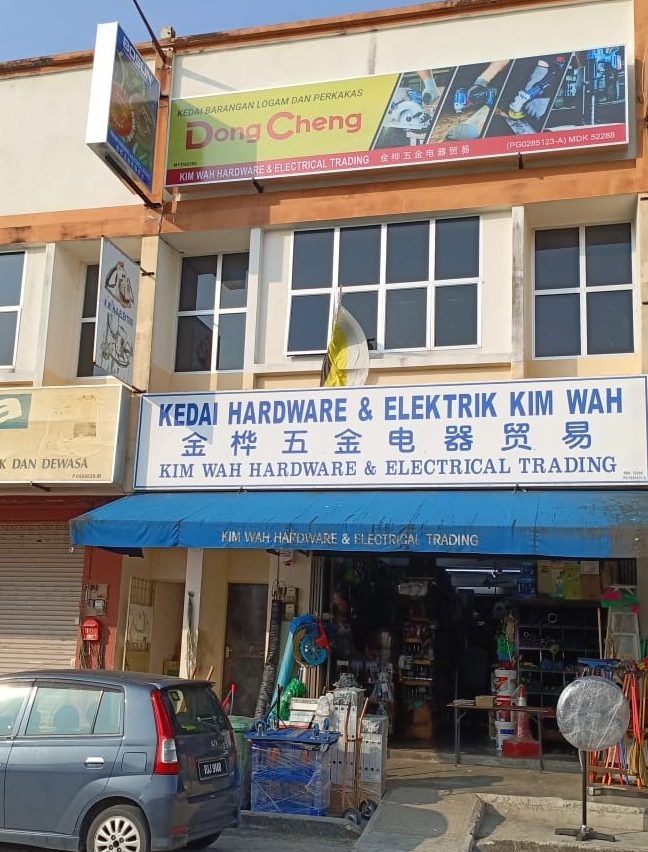 KEDAI BARANGAN LOGAM DAN PERKAKAS
Dong Cheng
KIM WAH HARDWARE & ELECTRICAL TRADING 金桦五金电器贸易 (PG0285123-A) MDK 52288
KEDAI HARDWARE & ELEKTRIK KIM WAH
金桦五金电器贸易
KIM WAH HARDWARE & ELECTRICAL TRADING
K DAN DEWASA
KIM WAH HARDWARE & ELECTRICAL TRADING